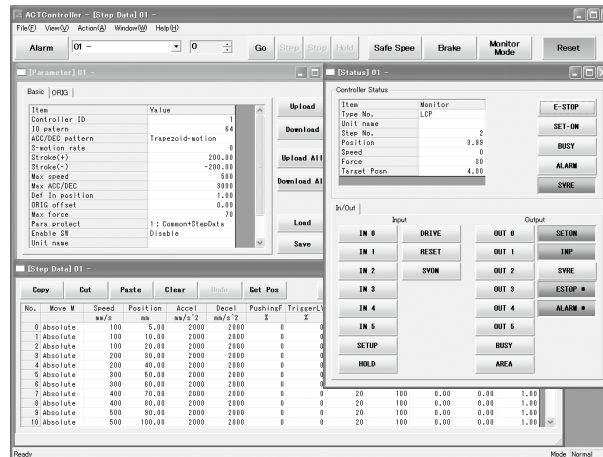 ACTController - [Step Data] 01 -
File(F) View(V) Action(A) Window(W) Help(H)
Alarm 01 - 0 Go Step Stop Hold Safe Spee Brake Monitor Mode Reset
[Parameter] 01 -
Basic ORIG
Item Value
Controller ID 1
IO patern 64
ACC/DEC pattern Trapezoid-motion
S-motion rate 0
Stroke(+) 200.00
Stroke(-) -200.00
Max speed 500
Max ACC/DEC 3000
Def In position 1.00
ORIG offset 0.00
Max force 70
Para protect 1 : Common+StepData
Enable SW Disable
Unit name
Upload
Download
Upload All
Download Al
Load
Save
[Status] 01 -
Controller Status
Item Monitor
Type No. LCP
Unit name
Step No. 2
Position 3.99
Speed 0
Force 30
Target Posn 4.00
E-STOP
SET-ON
BUSY
ALARM
SVRE
In/Out
Input Output
IN 0 DRIVE OUT 0 SETON
IN 1 RESET OUT 1 INP
IN 2 SVON OUT 2 SVRE
IN 3 OUT 3 ESTOP ●
IN 4 OUT 4 ALARM ●
IN 5 OUT 5
SETUP BUSY
HOLD AREA
[Step Data] 01 -
Copy Cut Paste Clear Undo Get Pos
No. Move M Speed Position Accel Decel PushingF TriggerLV
mm/s mm mm/s^2 mm/s^2 % %
0 Absolute 100 5.00 2000 2000 0 0
1 Absolute 100 10.00 2000 2000 0 0
2 Absolute 100 20.00 2000 2000 0 0
3 Absolute 200 30.00 2000 2000 0 0
4 Absolute 200 40.00 2000 2000 0 0
5 Absolute 300 50.00 2000 2000 0 0
6 Absolute 300 60.00 2000 2000 0 0
7 Absolute 400 70.00 2000 2000 0 0 20 100 0.00 0.00 1.00
8 Absolute 400 80.00 2000 2000 0 0 20 100 0.00 0.00 1.00
9 Absolute 500 90.00 2000 2000 0 0 20 100 0.00 0.00 1.00
10 Absolute 500 100.00 2000 2000 0 0 20 100 0.00 0.00 1.00
Ready Mode Normal